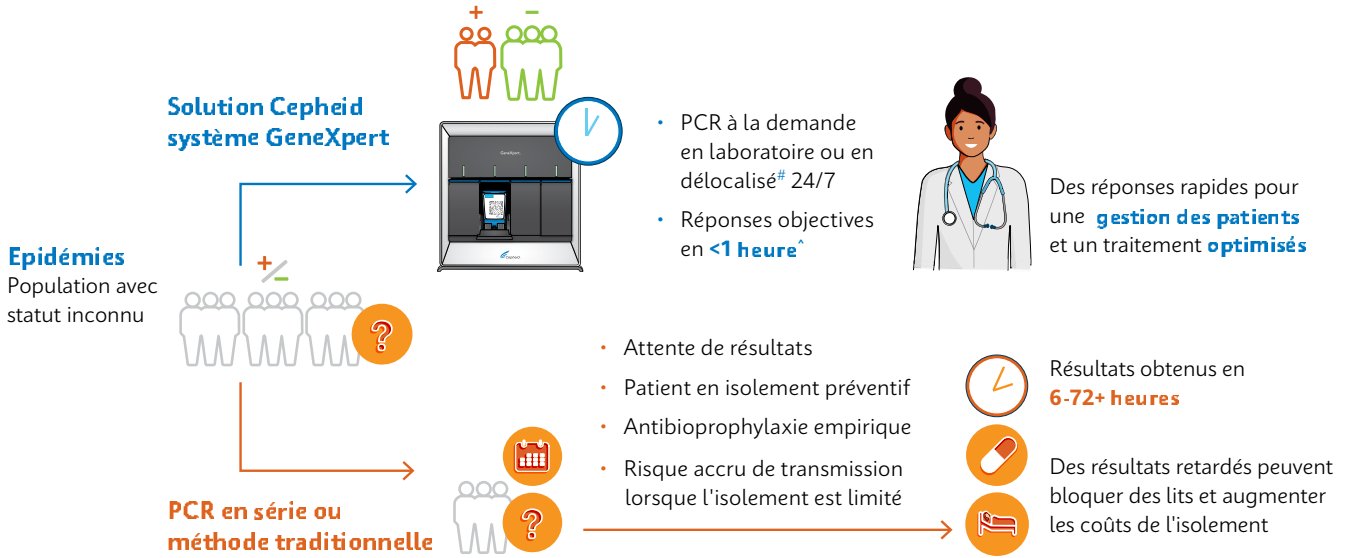 Epidémies
Population avec
statut inconnu
+
–
Solution Cepheid
système GeneXpert
+
–
GeneXpert
Cepheid
• PCR à la demande
en laboratoire ou en
délocalisé# 24/7
• Réponses objectives
en <1 heure^
Des réponses rapides pour
une gestion des patients
et un traitement optimisés
?
PCR en série ou
méthode traditionnelle
?
• Attente de résultats
• Patient en isolement préventif
• Antibioprophylaxie empirique
• Risque accru de transmission
lorsque l'isolement est limité
Résultats obtenus en
6-72+ heures
Des résultats retardés peuvent
bloquer des lits et augmenter
les coûts de l'isolement